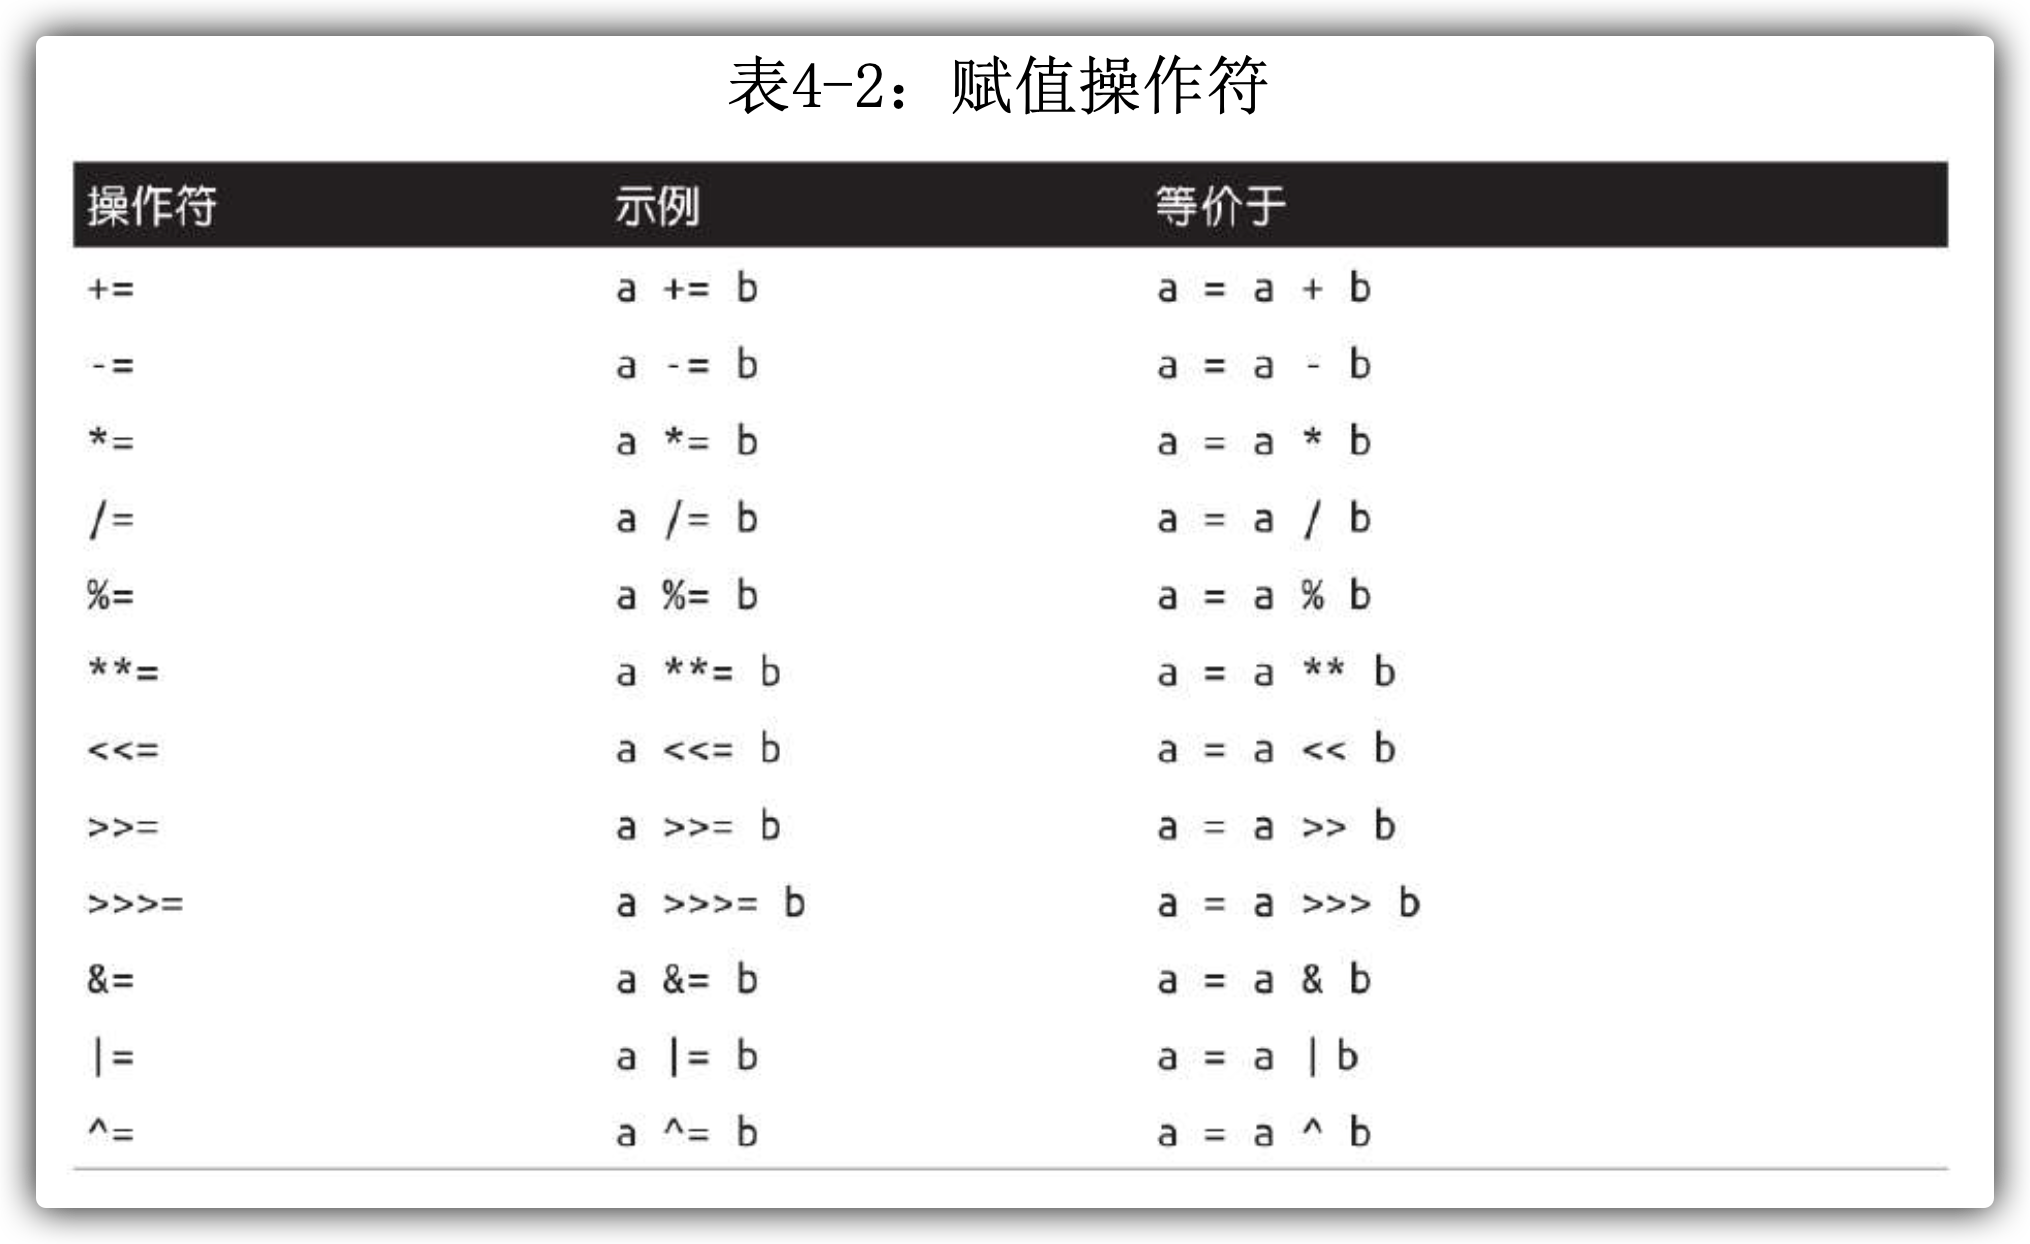 表4-2：赋值操作符
操作符 示例 等价于
+= a += b a = a + b
-= a -= b a = a - b
*= a *= b a = a * b
/= a /= b a = a / b
%= a %= b a = a % b
**= a **= b a = a ** b
<<= a <<= b a = a << b
>>= a >>= b a = a >> b
>>>= a >>>= b a = a >>> b
&= a &= b a = a & b
|= a |= b a = a | b
^= a ^= b a = a ^ b